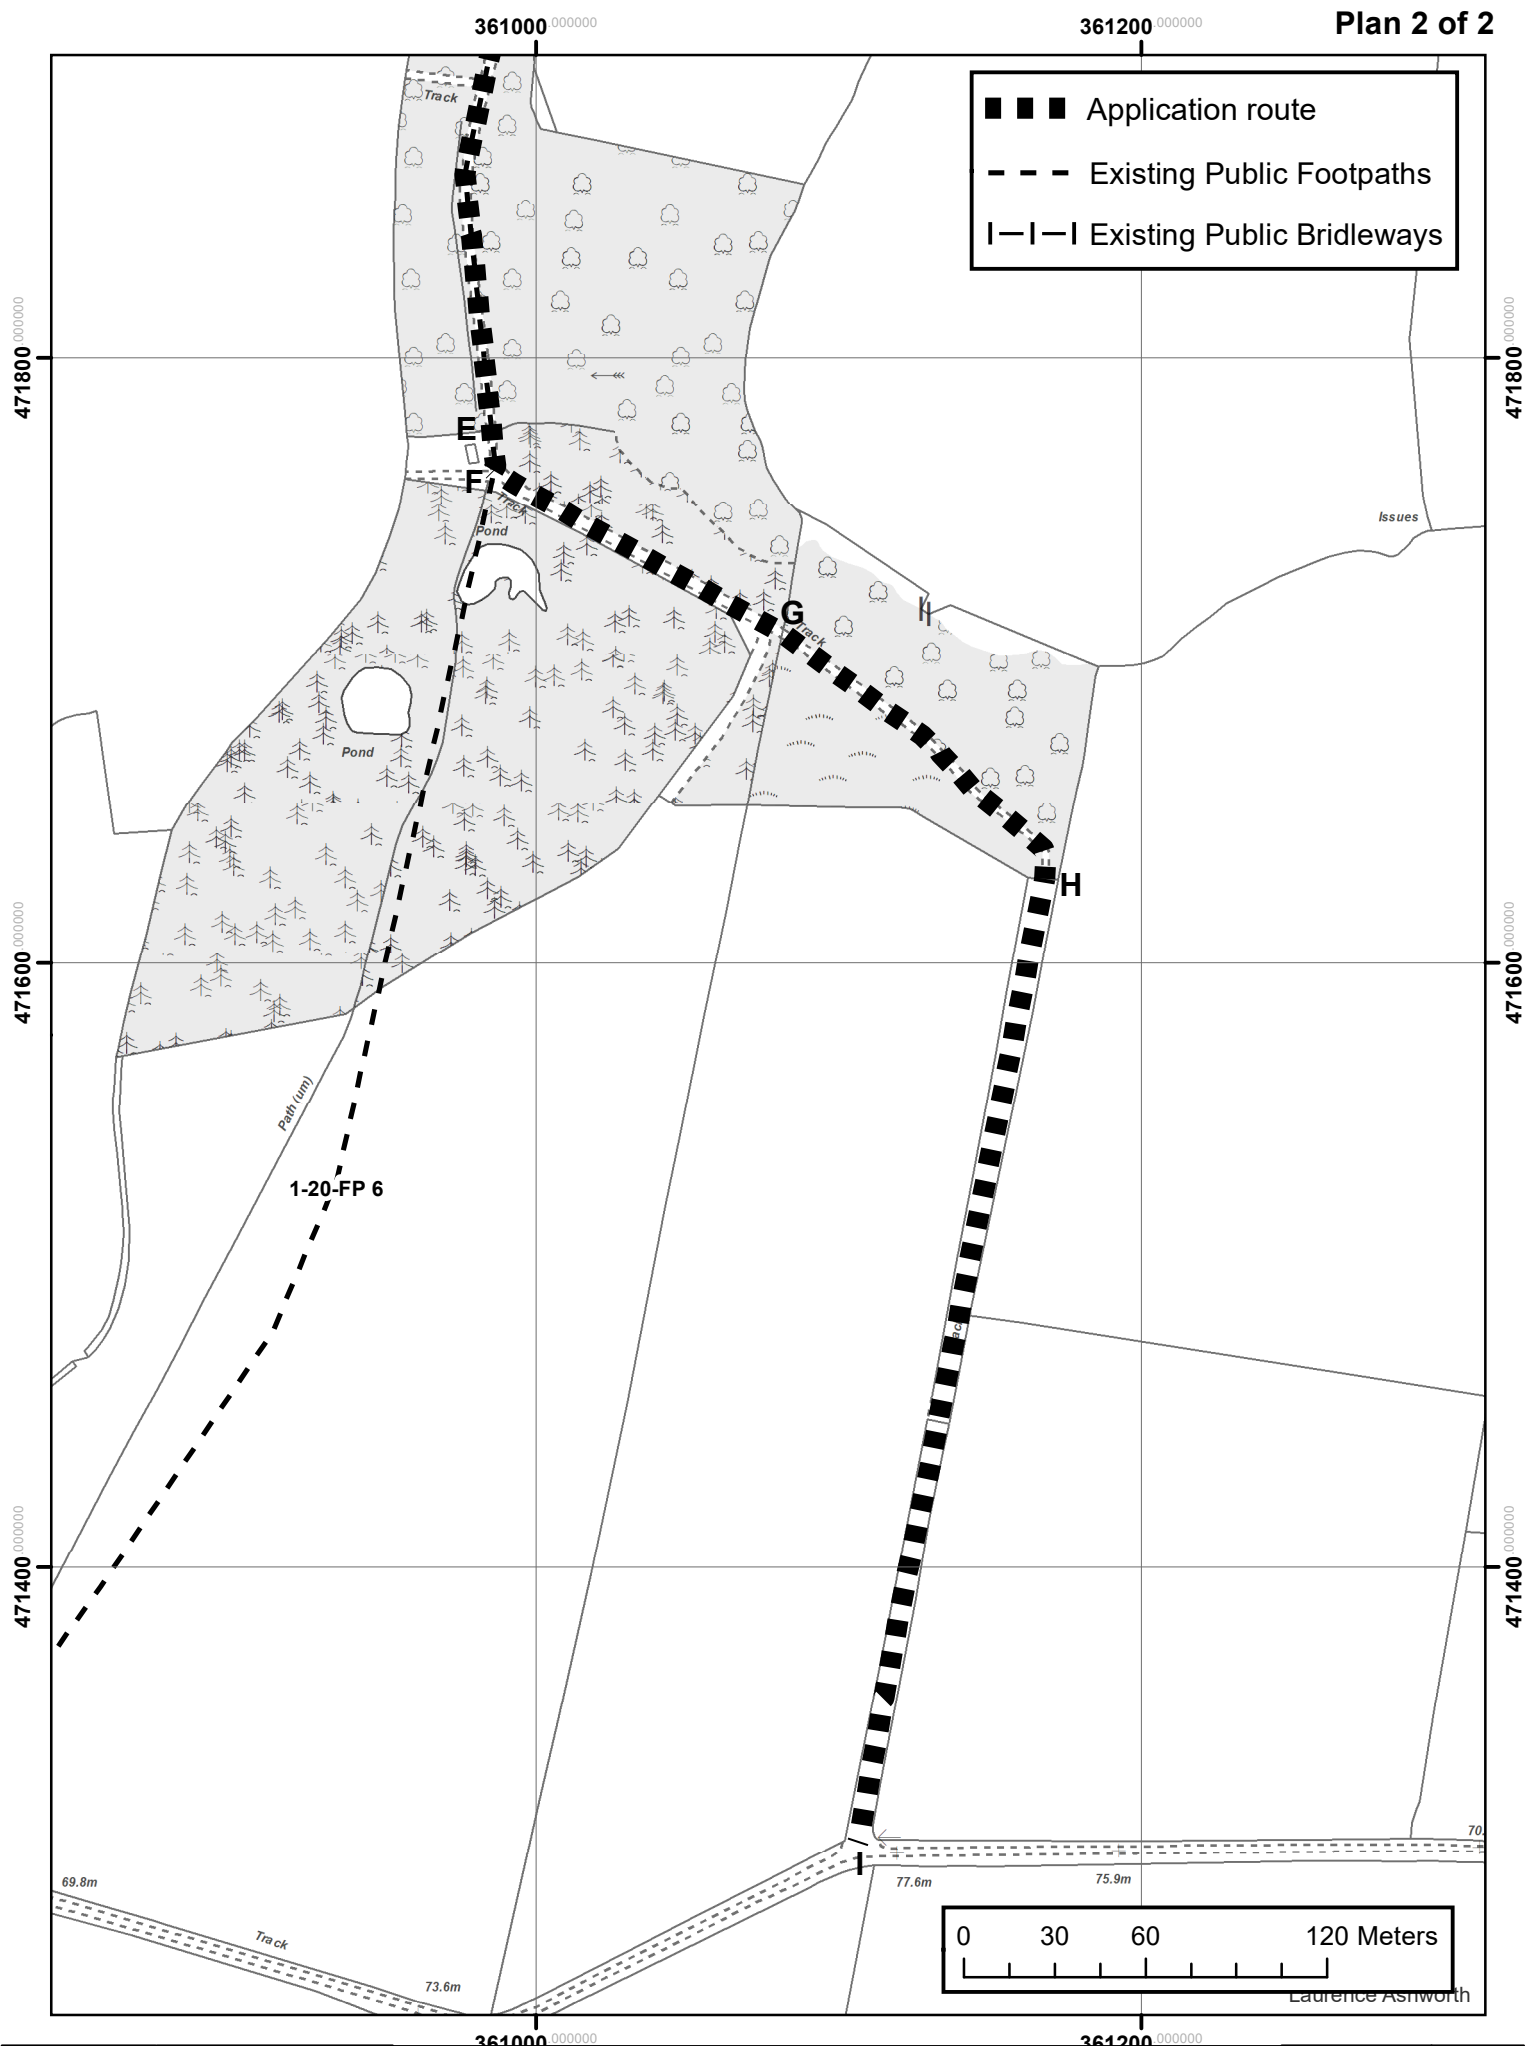 361000.000000
361200.000000
Plan 2 of 2
Application route
Existing Public Footpaths
Existing Public Bridleways
Track
471800.000000
471800.000000
E
F
Track
Pond
Issues
G
Track
Pond
H
471600.000000
471600.000000
Path (um)
1-20-FP 6
471400.000000
471400.000000
I
69.8m
77.6m
75.9m
70.
Track
73.6m
0 30 60 120 Meters
Laurence Ashworth
361000.000000
361200.000000